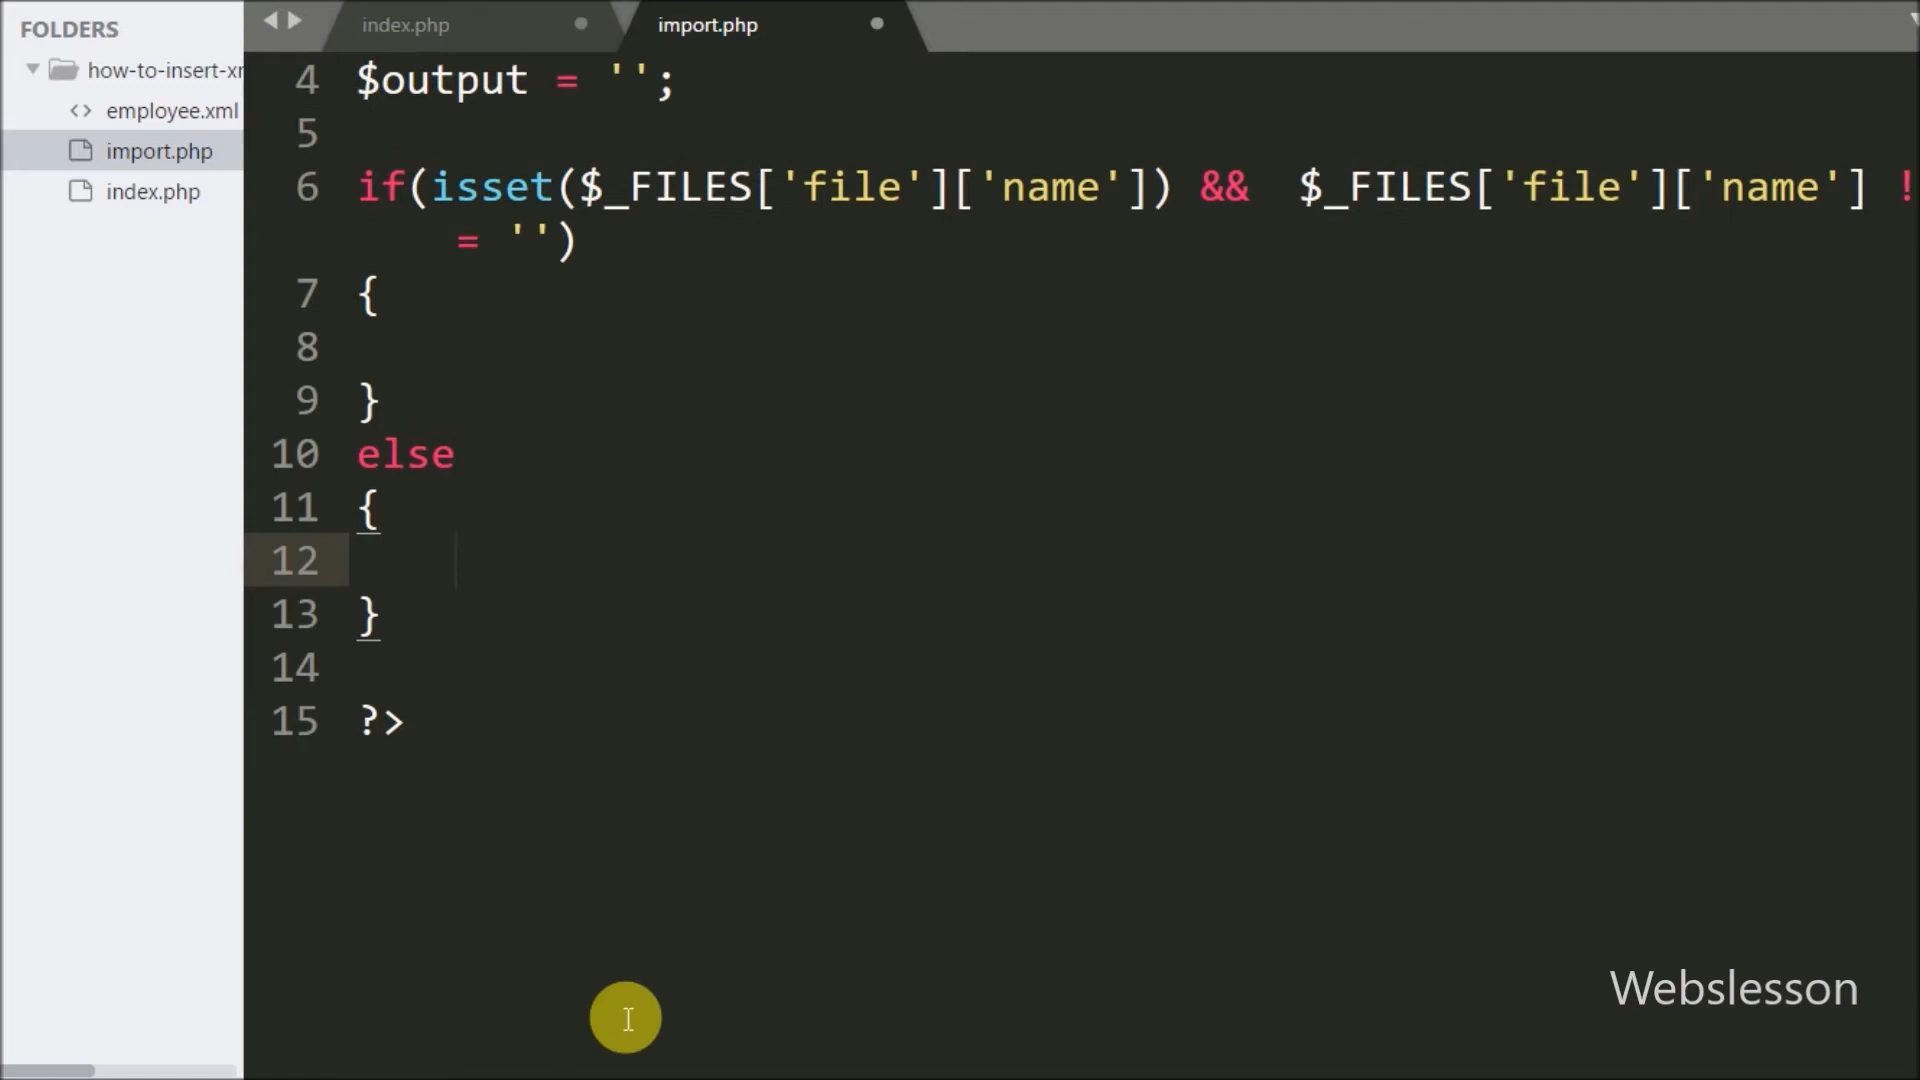 FOLDERS
how-to-insert-xr
employee.xml
import.php
index.php
index.php
import.php
4 $output = '';
5
6 if(isset($_FILES['file']['name']) &&  $_FILES['file']['name'] !
= '')
7 {
8
9 }
10 else
11 {
12
13 }
14
15 ?>
Webslesson